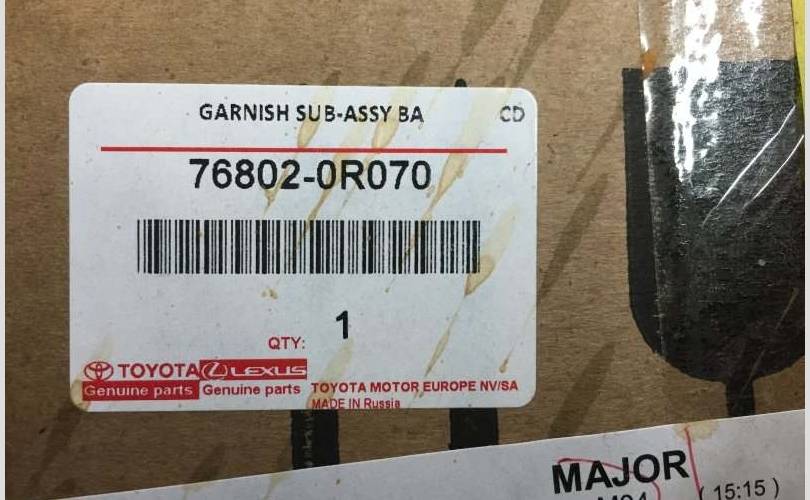 GARNISH SUB-ASSY BA CD
76802-0R070
QTY: 1
TOYOTA LEXUS
Genuine parts Genuine parts
TOYOTA MOTOR EUROPE NV/SA
MADE IN Russia
MAJOR
( 15:15 )